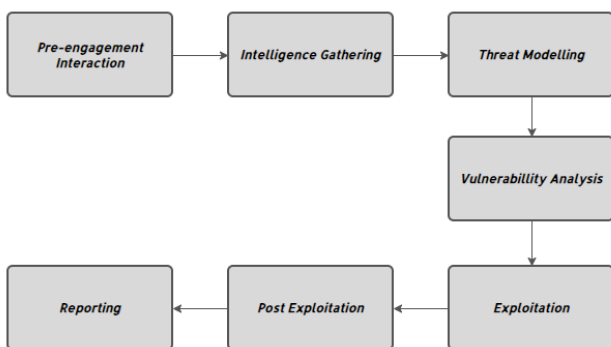 Pre-engagement
Interaction
Intelligence Gathering
Threat Modelling
Vulnerabillity Analysis
Exploitation
Post Exploitation
Reporting